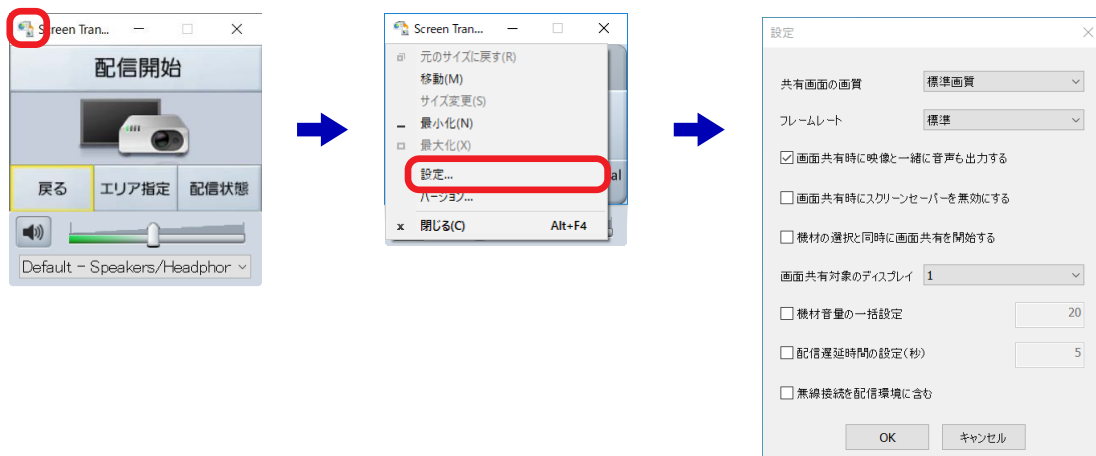 Screen Tran...
配信開始
戻る エリア指定 配信状態
Default - Speakers/Headphor
Screen Tran...
元のサイズに戻す(R)
移動(M)
サイズ変更(S)
最小化(N)
最大化(X)
設定...
バージョン...
閉じる(C) Alt+F4
al
設定
共有画面の画質 標準画質
フレームレート 標準
画面共有時に映像と一緒に音声も出力する
画面共有時にスクリーンセーバーを無効にする
機材の選択と同時に画面共有を開始する
画面共有対象のディスプレイ 1
機材音量の一括設定 20
配信遅延時間の設定(秒) 5
無線接続を配信環境に含む
OK キャンセル